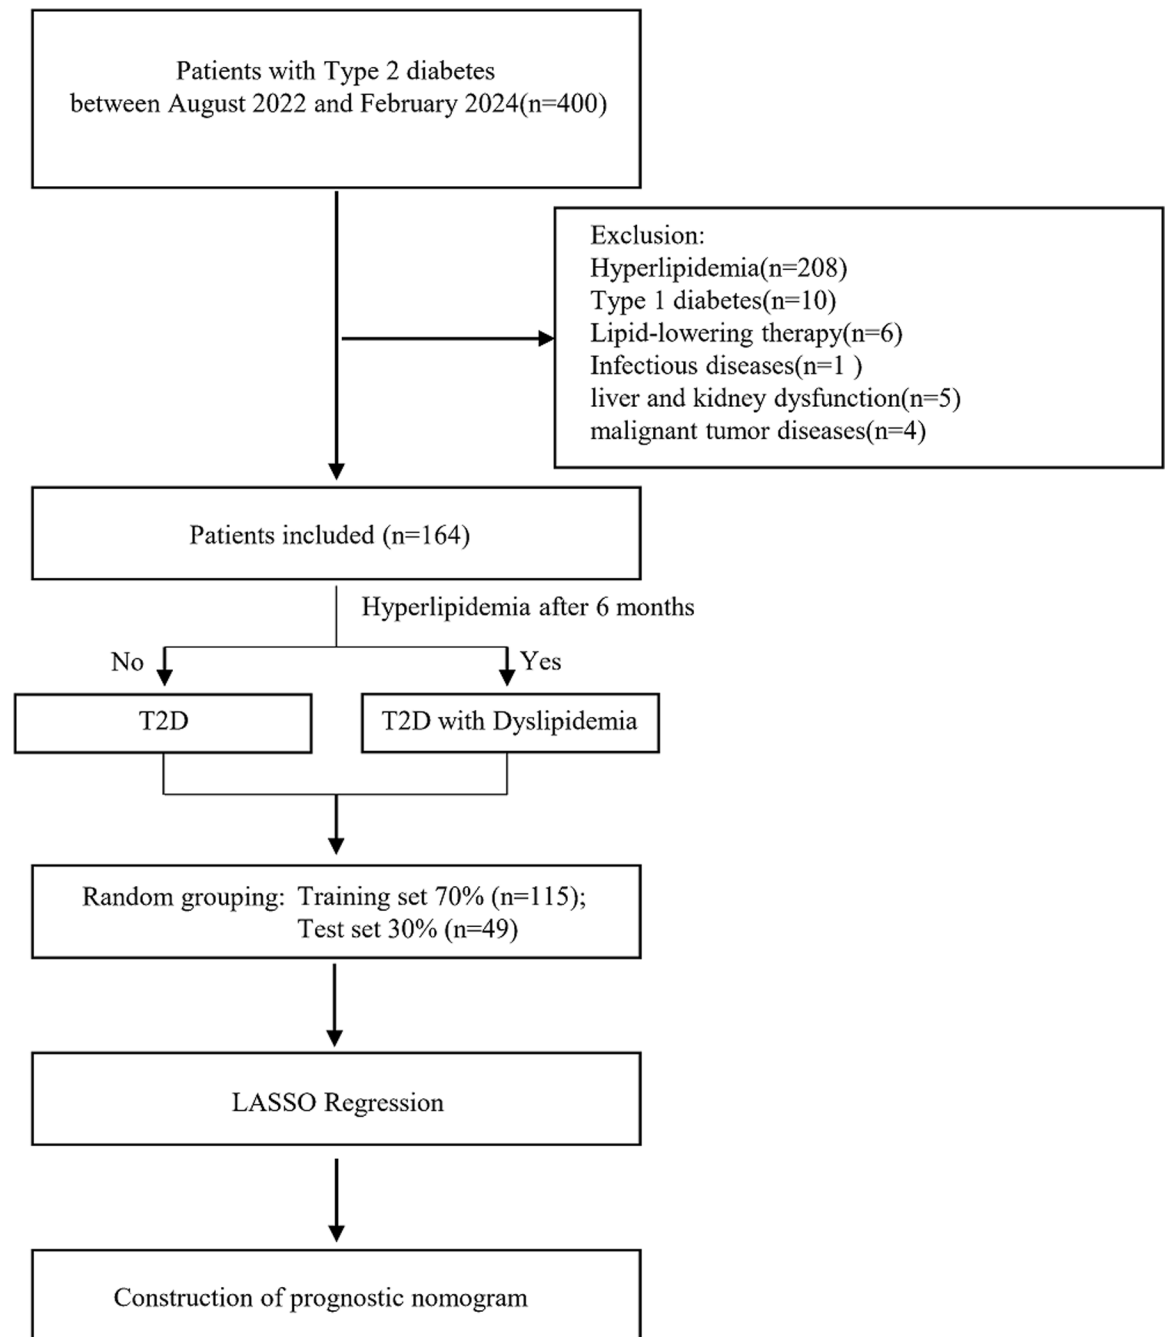 Patients with Type 2 diabetes
between August 2022 and February 2024(n=400)
Exclusion:
Hyperlipidemia(n=208)
Type 1 diabetes(n=10)
Lipid-lowering therapy(n=6)
Infectious diseases(n=1 )
liver and kidney dysfunction(n=5)
malignant tumor diseases(n=4)
Patients included (n=164)
Hyperlipidemia after 6 months
No
Yes
T2D
T2D with Dyslipidemia
Random grouping: Training set 70% (n=115);
Test set 30% (n=49)
LASSO Regression
Construction of prognostic nomogram